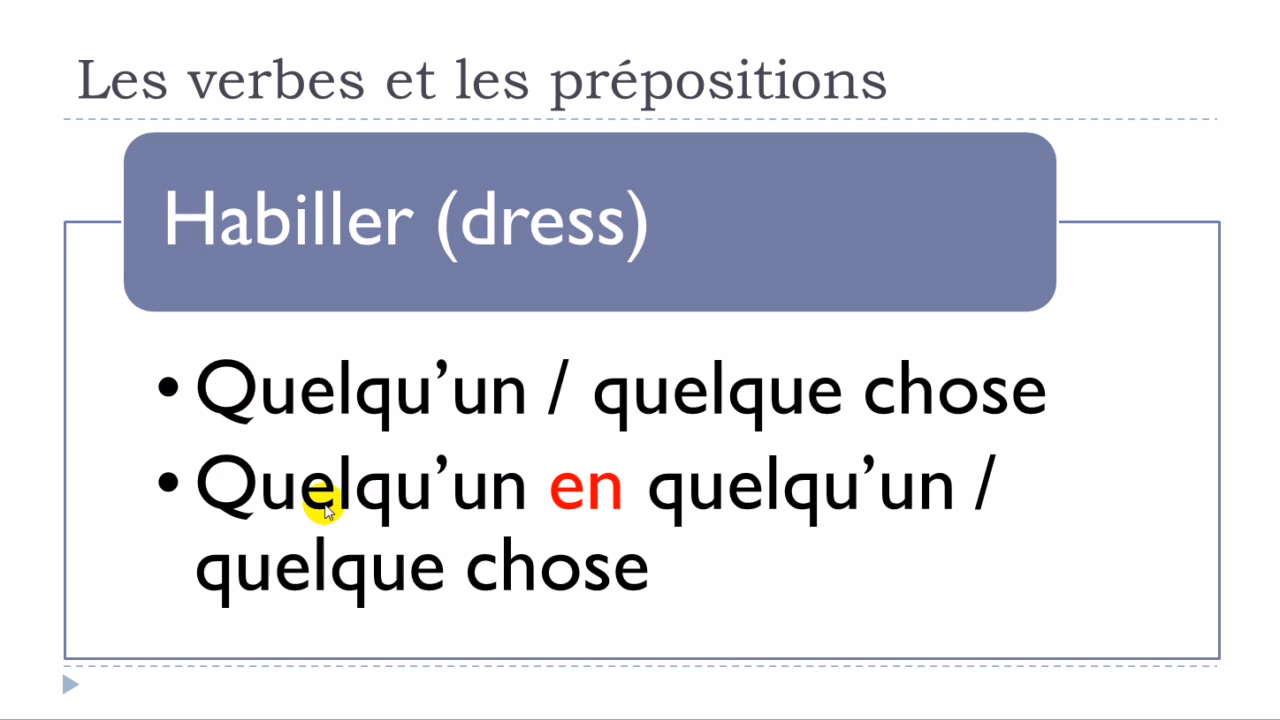 Les verbes et les prépositions
Habiller (dress)
• Quelqu’un / quelque chose
• Quelqu’un en quelqu’un /
quelque chose